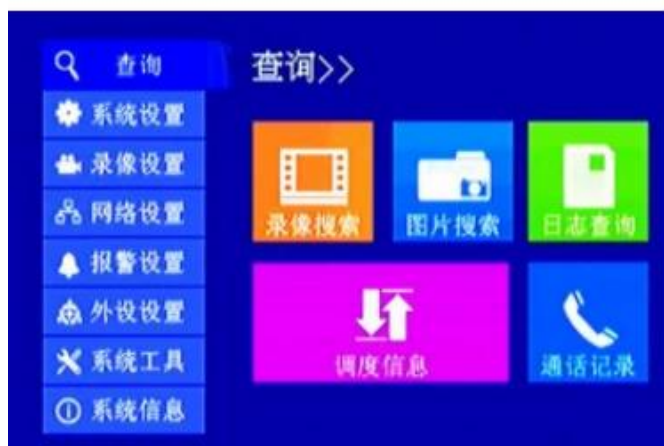 查询
系统设置
录像设置
网络设置
报警设置
外设设置
系统工具
系统信息
查询>>
录像搜索
图片搜索
日志查询
调度信息
通话记录